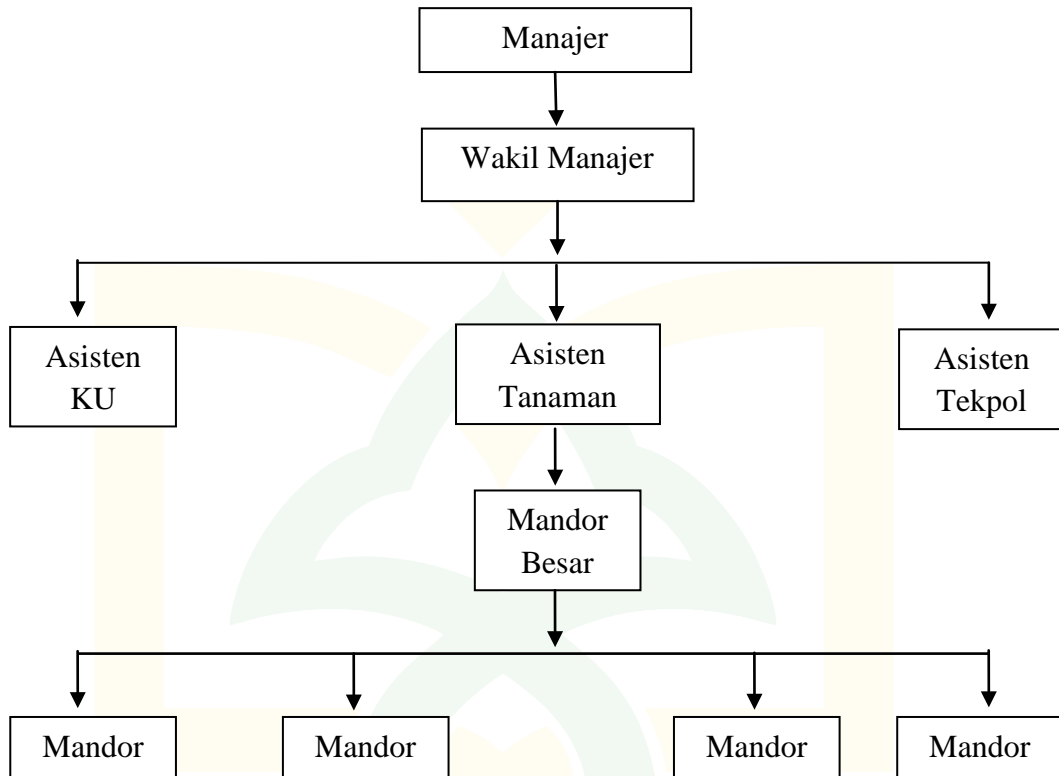 Manajer
Wakil Manajer
Asisten
KU
Asisten
Tanaman
Asisten
Tekpol
Mandor
Besar
Mandor
Mandor
Mandor
Mandor